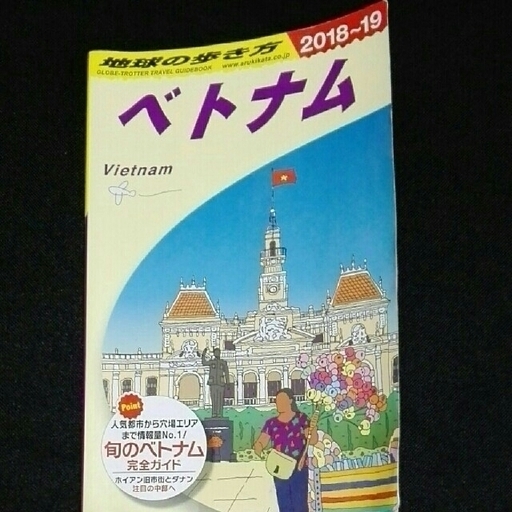 地球の歩き方
2018~19
GLOBE-TROTTER TRAVEL GUIDEBOOK
www.arukikata.co.jp
ベトナム
Vietnam
Point
人気都市から穴場エリア
まで情報量No.1!
旬のベトナム
完全ガイド
ホイアン旧市街とダナン
注目の中部へ